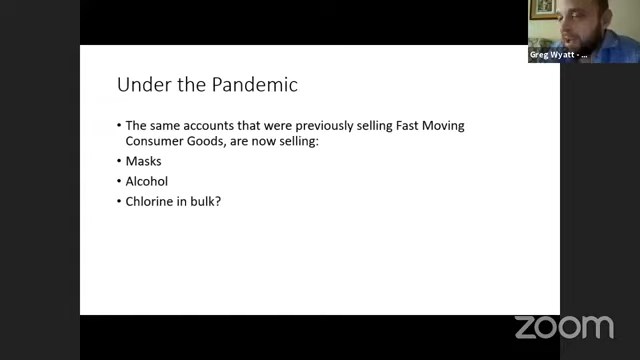 Greg Wyatt - ...
Under the Pandemic
• The same accounts that were previously selling Fast Moving
Consumer Goods, are now selling:
• Masks
• Alcohol
• Chlorine in bulk?
zoom